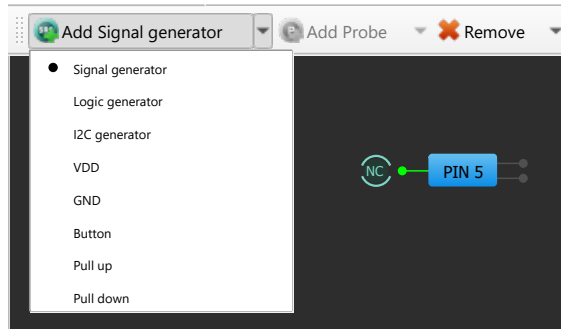 Add Signal generator Add Probe Remove
Signal generator
Logic generator
I2C generator
VDD
GND
Button
Pull up
Pull down
NC PIN 5